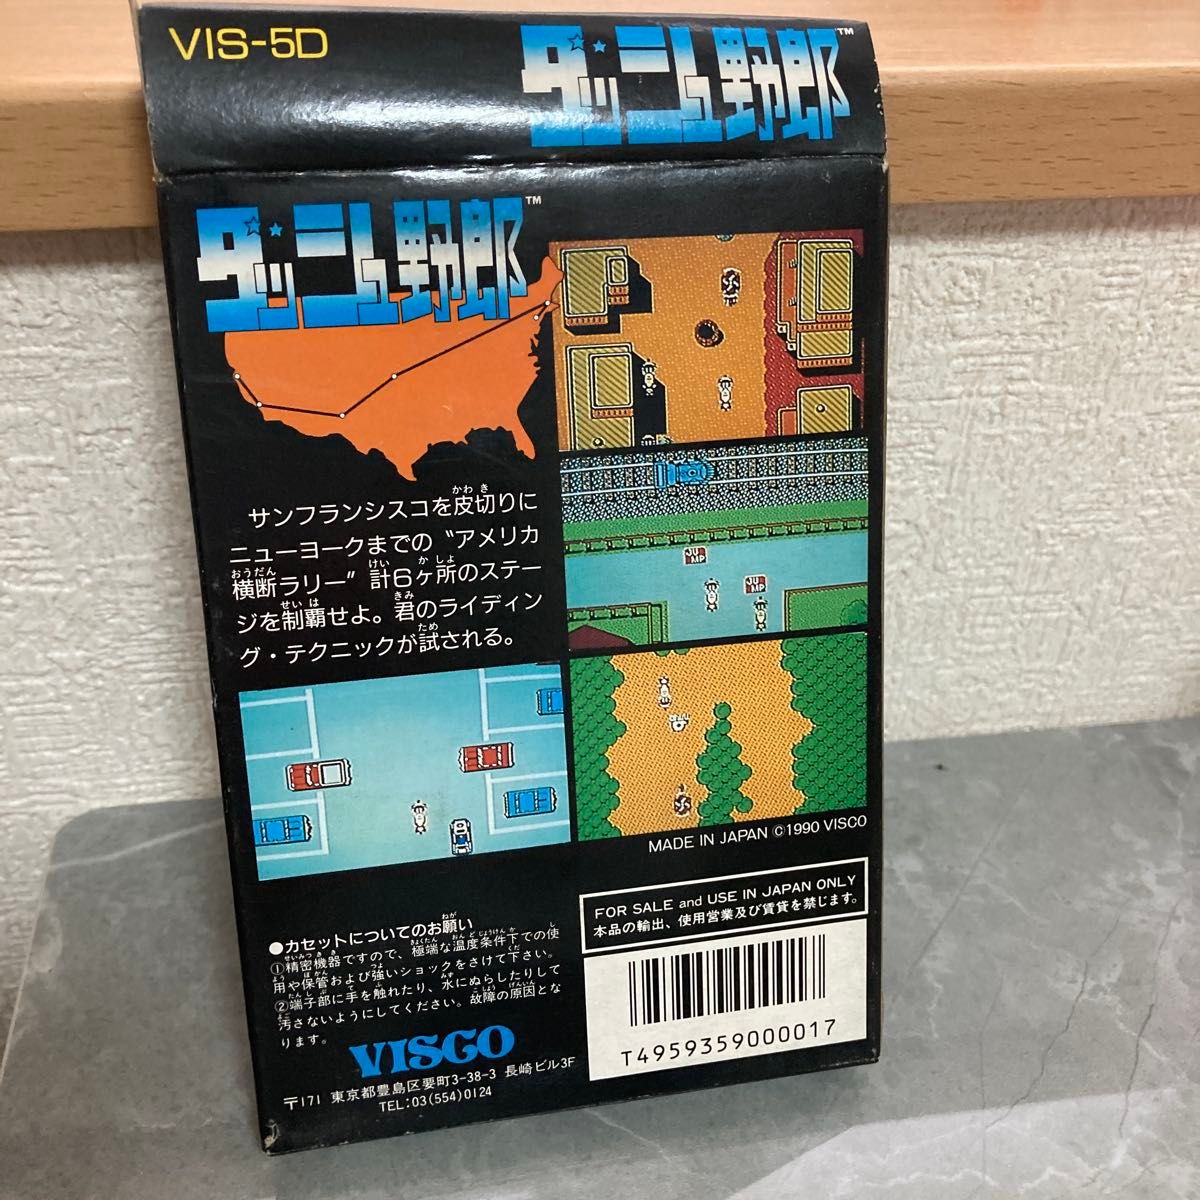 VIS-5D
ダッシュ野郎™
ダッシュ野郎™
サンフランシスコを皮切りに
ニューヨークまでの〝アメリカ
横断ラリー〟計6ヶ所のステー
ジを制覇せよ。君のライディン
グ・テクニックが試される。
JUMP
JUMP
MADE IN JAPAN ©1990 VISCO
FOR SALE and USE IN JAPAN ONLY
本品の輸出、使用営業及び賃貸を禁じます。
●カセットについてのお願い
①精密機器ですので、極端な温度条件下での使
用や保管および強いショックをさけて下さい。
②端子部に手を触れたり、水にぬらしたりして
汚さないようにしてください。故障の原因とな
ります。
VISCO
〒171 東京都豊島区要町3-38-3 長崎ビル3F
TEL:03(554)0124
T4959359000017